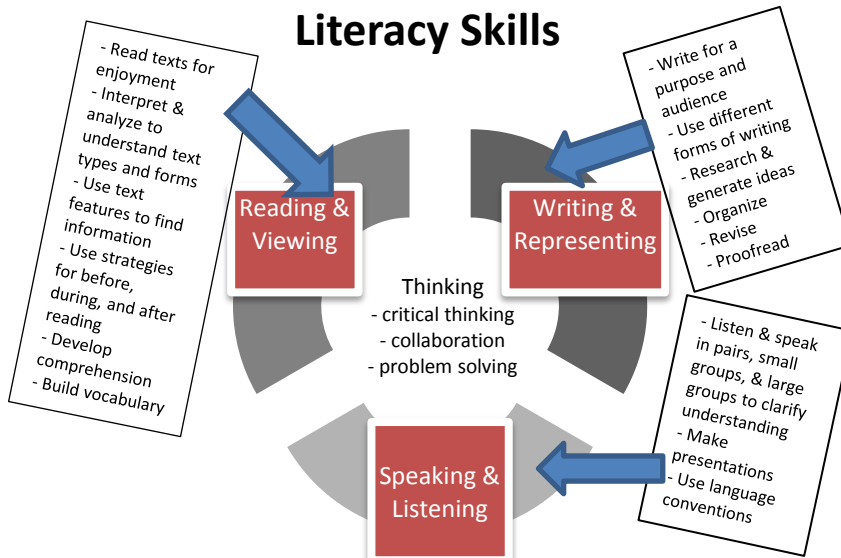 Literacy Skills
- Read texts for
enjoyment
- Interpret &
analyze to
understand text
types and forms
- Use text
features to find
information
- Use strategies
for before,
during, and after
reading
- Develop
comprehension
- Build vocabulary
Reading &
Viewing
Writing &
Representing
- Write for a
purpose and
audience
- Use different
forms of writing
- Research &
generate ideas
- Organize
- Revise
- Proofread
Thinking
- critical thinking
- collaboration
- problem solving
Speaking &
Listening
- Listen & speak
in pairs, small
groups, & large
groups to clarify
understanding
- Make
presentations
- Use language
conventions